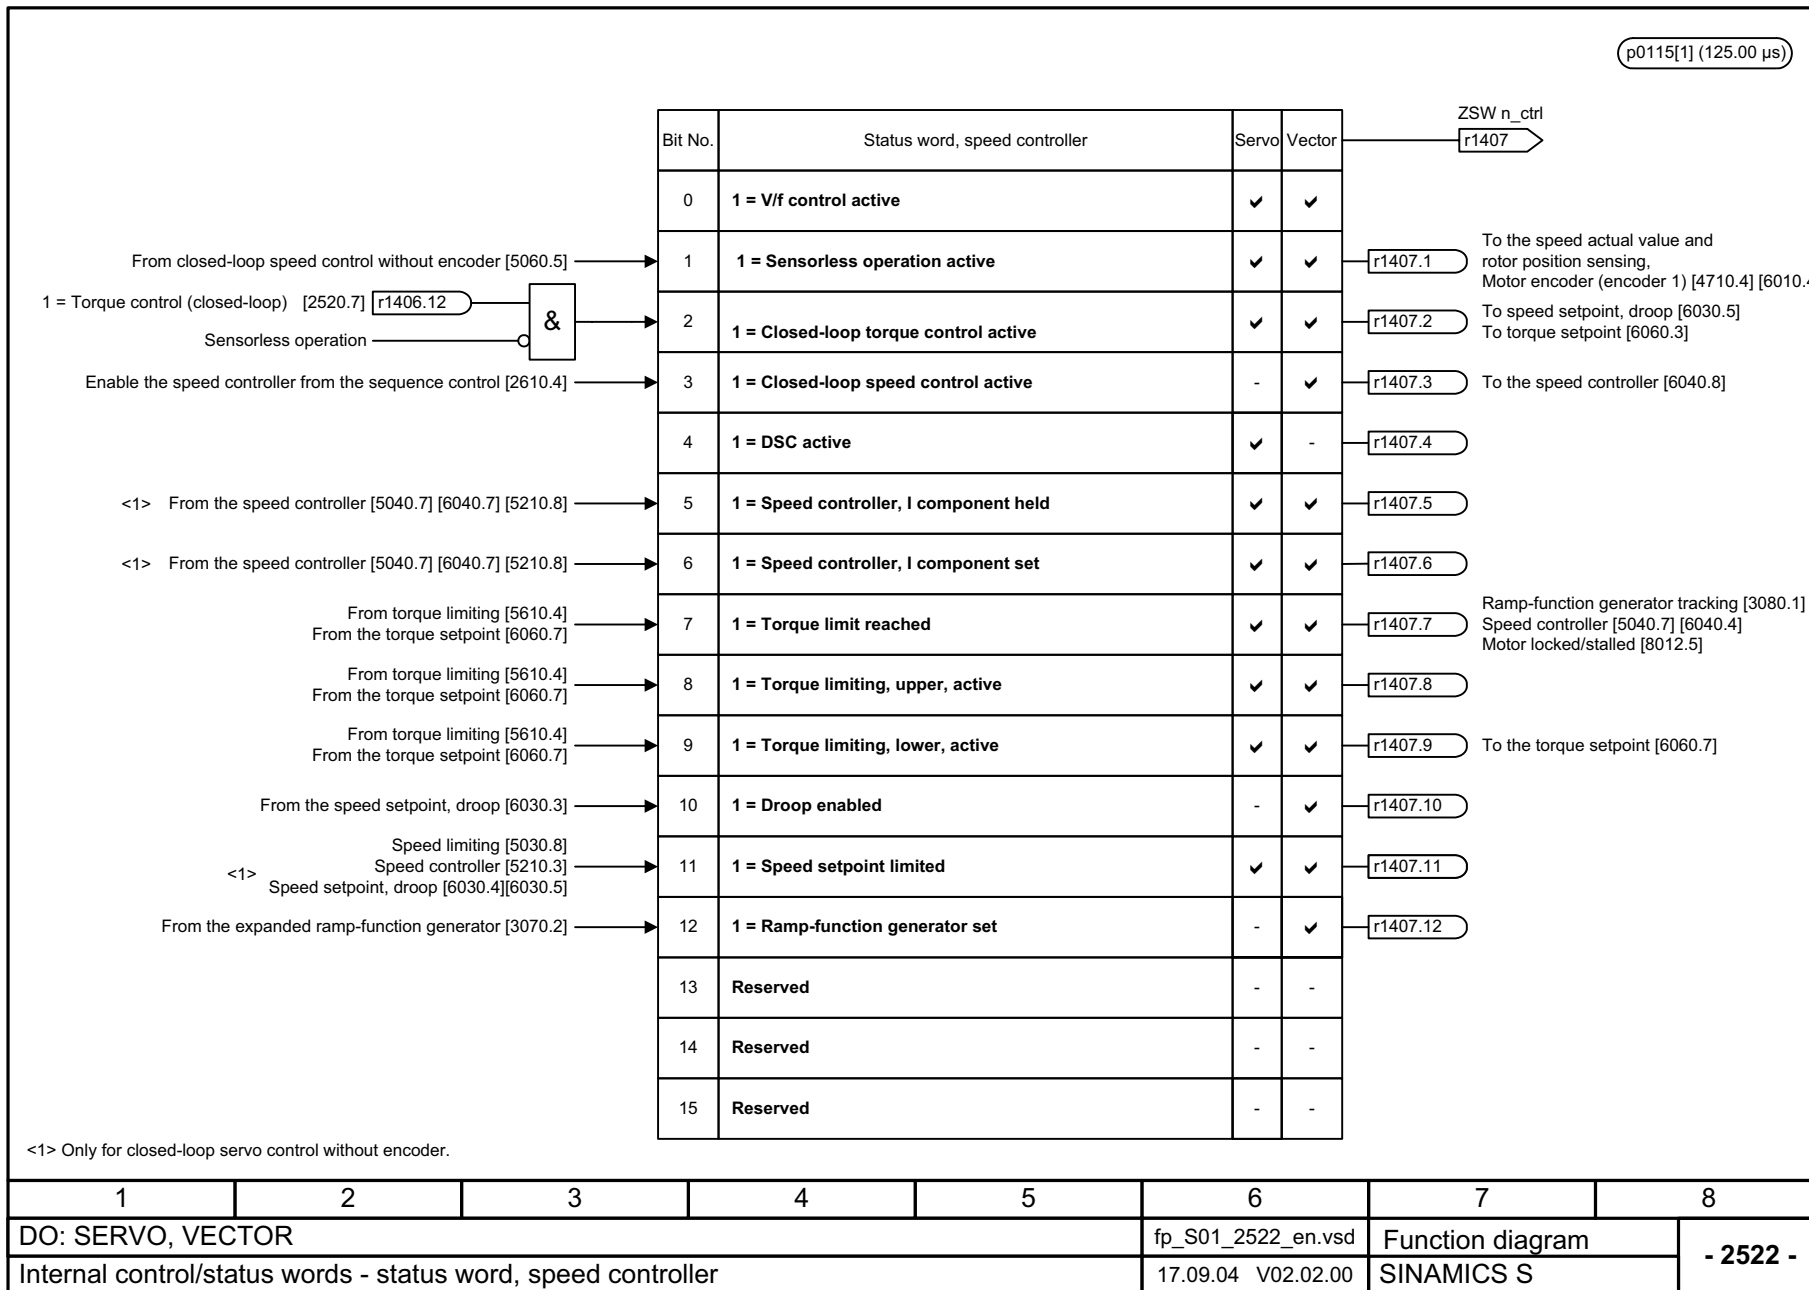 p0115[1] (125.00 µs)
ZSW n_ctrl
Bit No. Status word, speed controller Servo Vector r1407
0 1 = V/f control active ✔ ✔
From closed-loop speed control without encoder [5060.5] 1 1 = Sensorless operation active ✔ ✔ r1407.1
To the speed actual value and
rotor position sensing,
Motor encoder (encoder 1) [4710.4] [6010.4
1 = Torque control (closed-loop) [2520.7] r1406.12
Sensorless operation
&
2 1 = Closed-loop torque control active ✔ ✔ r1407.2
To speed setpoint, droop [6030.5]
To torque setpoint [6060.3]
Enable the speed controller from the sequence control [2610.4] 3 1 = Closed-loop speed control active - ✔ r1407.3 To the speed controller [6040.8]
4 1 = DSC active ✔ - r1407.4
<1> From the speed controller [5040.7] [6040.7] [5210.8] 5 1 = Speed controller, I component held ✔ ✔ r1407.5
<1> From the speed controller [5040.7] [6040.7] [5210.8] 6 1 = Speed controller, I component set ✔ ✔ r1407.6
From torque limiting [5610.4]
From the torque setpoint [6060.7]
7 1 = Torque limit reached ✔ ✔ r1407.7
Ramp-function generator tracking [3080.1]
Speed controller [5040.7] [6040.4]
Motor locked/stalled [8012.5]
From torque limiting [5610.4]
From the torque setpoint [6060.7]
8 1 = Torque limiting, upper, active ✔ ✔ r1407.8
From torque limiting [5610.4]
From the torque setpoint [6060.7]
9 1 = Torque limiting, lower, active ✔ ✔ r1407.9 To the torque setpoint [6060.7]
From the speed setpoint, droop [6030.3] 10 1 = Droop enabled - ✔ r1407.10
Speed limiting [5030.8]
Speed controller [5210.3]
<1>
Speed setpoint, droop [6030.4][6030.5]
11 1 = Speed setpoint limited ✔ ✔ r1407.11
From the expanded ramp-function generator [3070.2] 12 1 = Ramp-function generator set - ✔ r1407.12
13 Reserved - -
14 Reserved - -
15 Reserved - -
<1> Only for closed-loop servo control without encoder.
1 2 3 4 5 6 7 8
DO: SERVO, VECTOR fp_S01_2522_en.vsd Function diagram
Internal control/status words - status word, speed controller 17.09.04 V02.02.00 SINAMICS S
- 2522 -